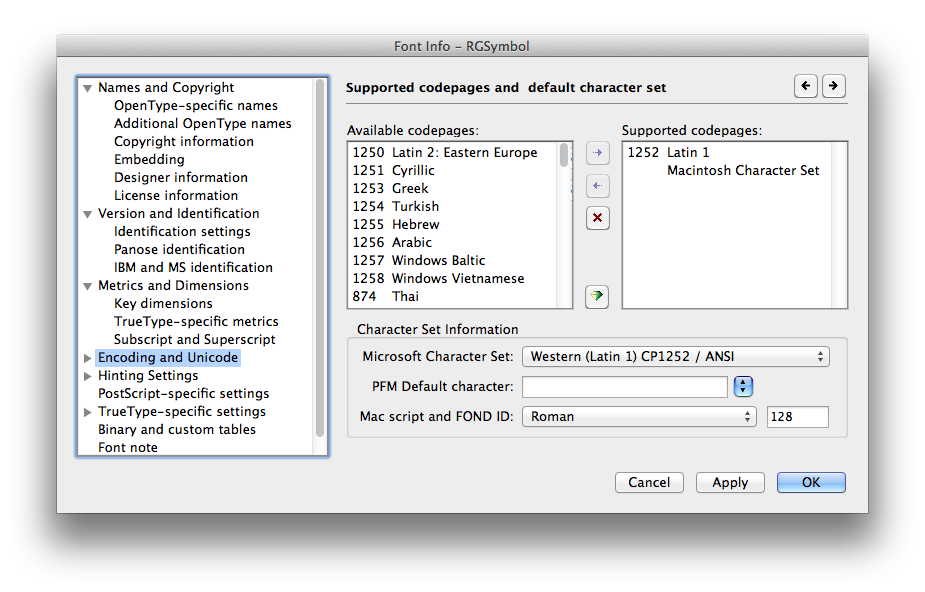 Font Info – RGSymbol
Names and Copyright
OpenType-specific names
Additional OpenType names
Copyright information
Embedding
Designer information
License information
Version and Identification
Identification settings
Panose identification
IBM and MS identification
Metrics and Dimensions
Key dimensions
TrueType-specific metrics
Subscript and Superscript
Encoding and Unicode
Hinting Settings
PostScript-specific settings
TrueType-specific settings
Binary and custom tables
Font note
Supported codepages and default character set
Available codepages:
1250 Latin 2: Eastern Europe
1251 Cyrillic
1253 Greek
1254 Turkish
1255 Hebrew
1256 Arabic
1257 Windows Baltic
1258 Windows Vietnamese
874 Thai
Supported codepages:
1252 Latin 1
Macintosh Character Set
Character Set Information
Microsoft Character Set: Western (Latin 1) CP1252 / ANSI
PFM Default character:
Mac script and FOND ID: Roman 128
Cancel Apply OK